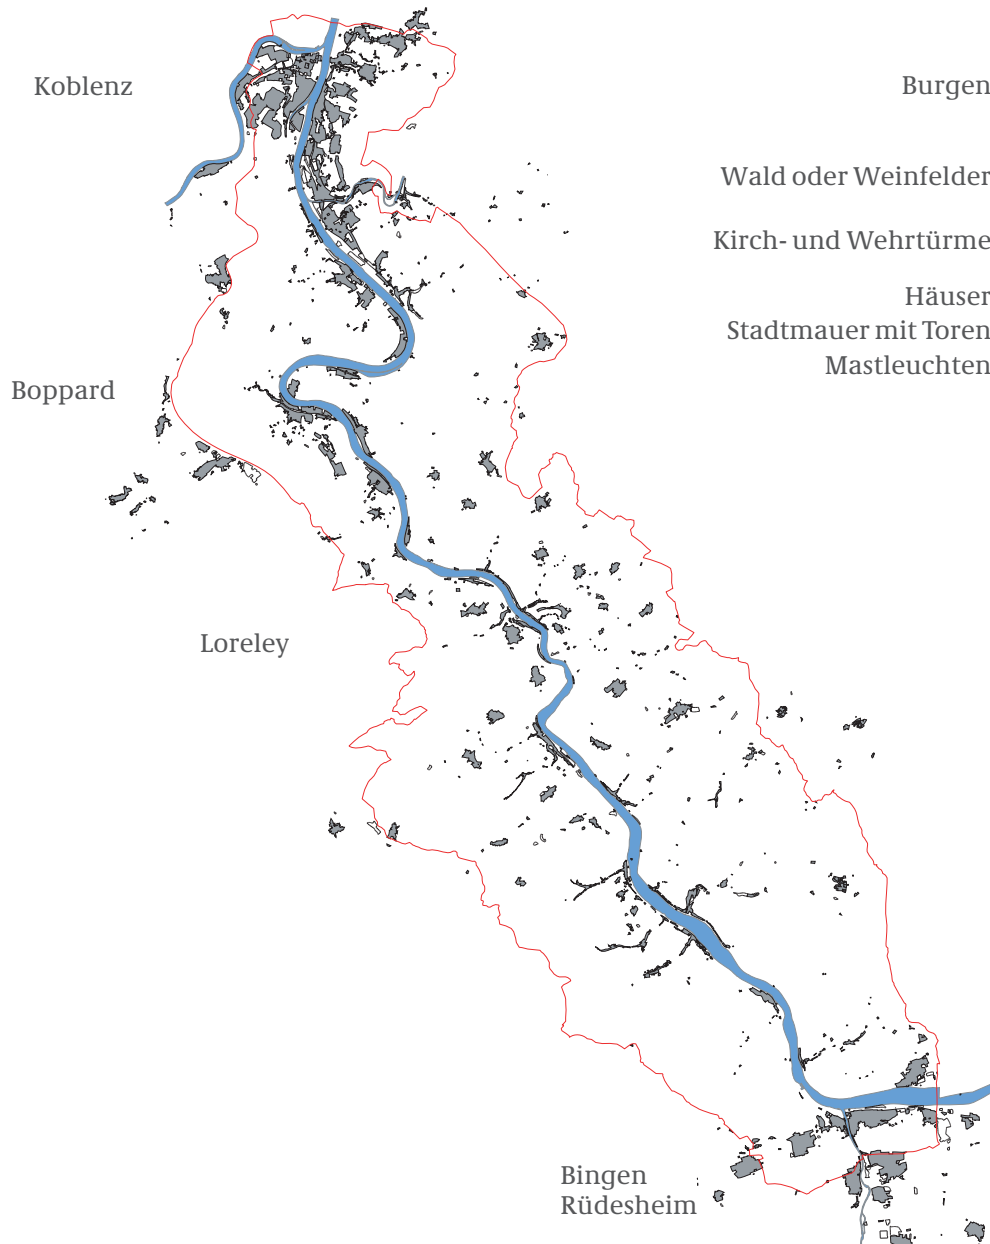 Koblenz
Burgen
Wald oder Weinfelder
Kirch- und Wehrtürme
Häuser
Stadtmauer mit Toren
Mastleuchten
Boppard
Loreley
Bingen
Rüdesheim